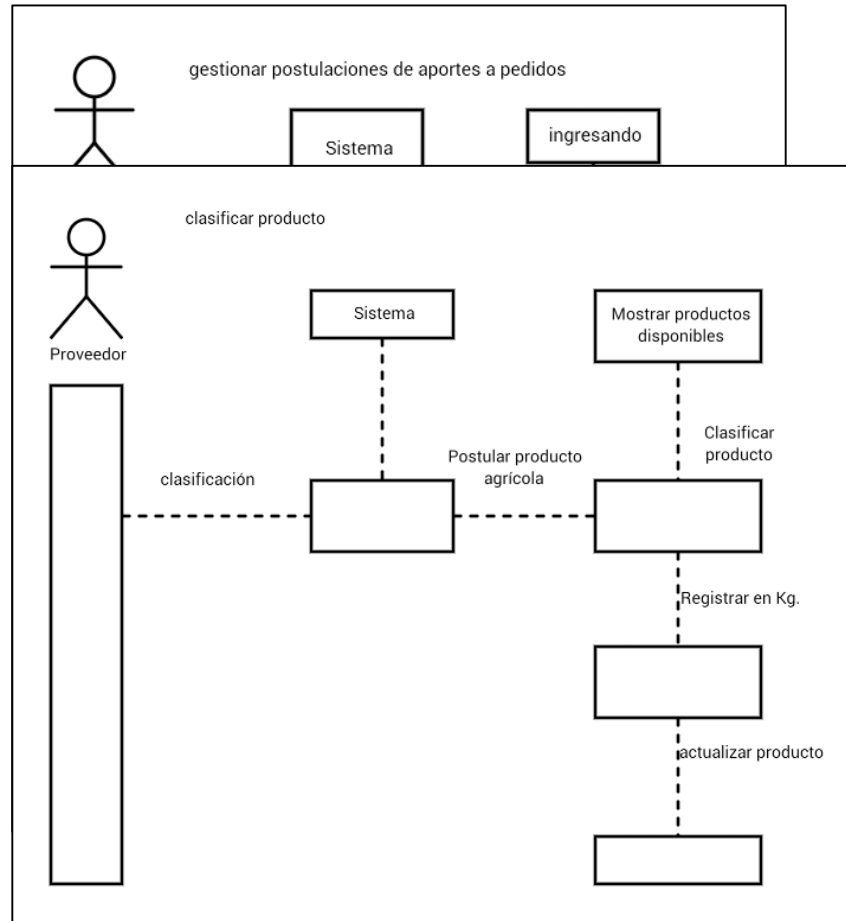 gestionar postulaciones de aportes a pedidos
Sistema
ingresando
clasificar producto
Proveedor
Sistema
Mostrar productos
disponibles
clasificación
Postular producto
agrícola
Clasificar
producto
Registrar en Kg.
actualizar producto